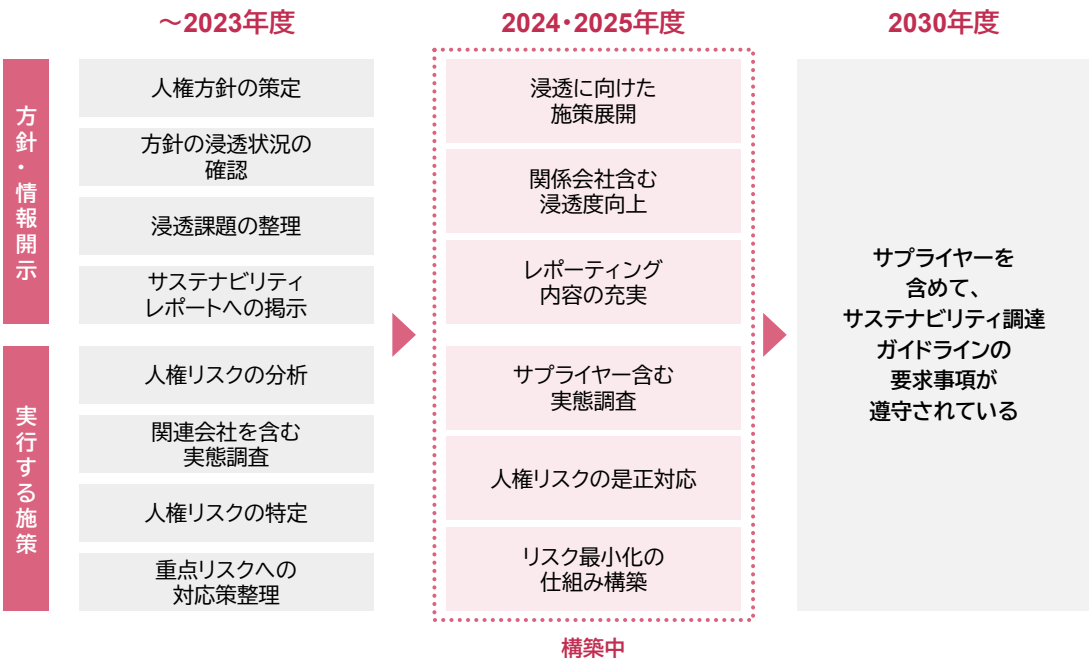 ～2023年度
2024・2025年度
2030年度
方針・情報開示
人権方針の策定
方針の浸透状況の
確認
浸透課題の整理
サステナビリティ
レポートへの掲示
実行する施策
人権リスクの分析
関連会社を含む
実態調査
人権リスクの特定
重点リスクへの
対応策整理
浸透に向けた
施策展開
関係会社含む
浸透度向上
レポーティング
内容の充実
サプライヤー含む
実態調査
人権リスクの是正対応
リスク最小化の
仕組み構築
構築中
サプライヤーを
含めて、
サステナビリティ調達
ガイドラインの
要求事項が
遵守されている